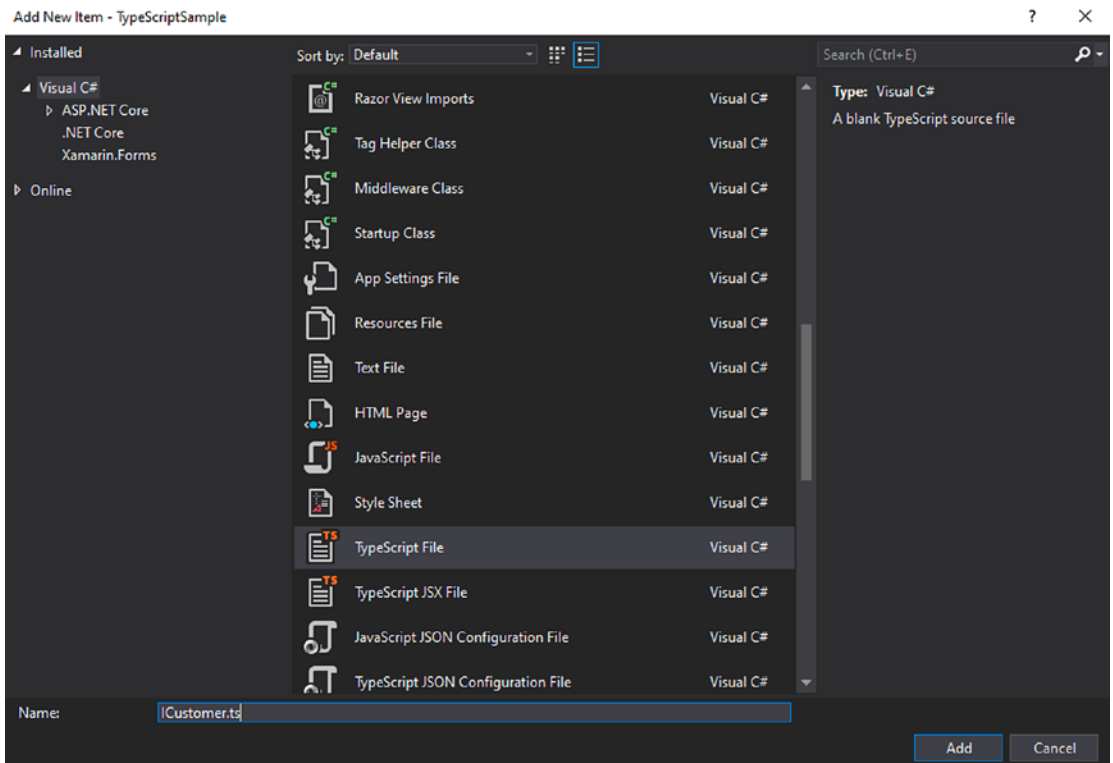 Add New Item - TypeScriptSample
?
Installed
Visual C#
ASP.NET Core
.NET Core
Xamarin.Forms
Online
Sort by: Default
Razor View Imports Visual C#
Tag Helper Class Visual C#
Middleware Class Visual C#
Startup Class Visual C#
App Settings File Visual C#
Resources File Visual C#
Text File Visual C#
HTML Page Visual C#
JavaScript File Visual C#
Style Sheet Visual C#
TypeScript File Visual C#
TypeScript JSX File Visual C#
JavaScript JSON Configuration File Visual C#
TypeScript JSON Configuration File Visual C#
Search (Ctrl+E)
Type: Visual C#
A blank TypeScript source file
Name: ICustomer.ts
Add Cancel